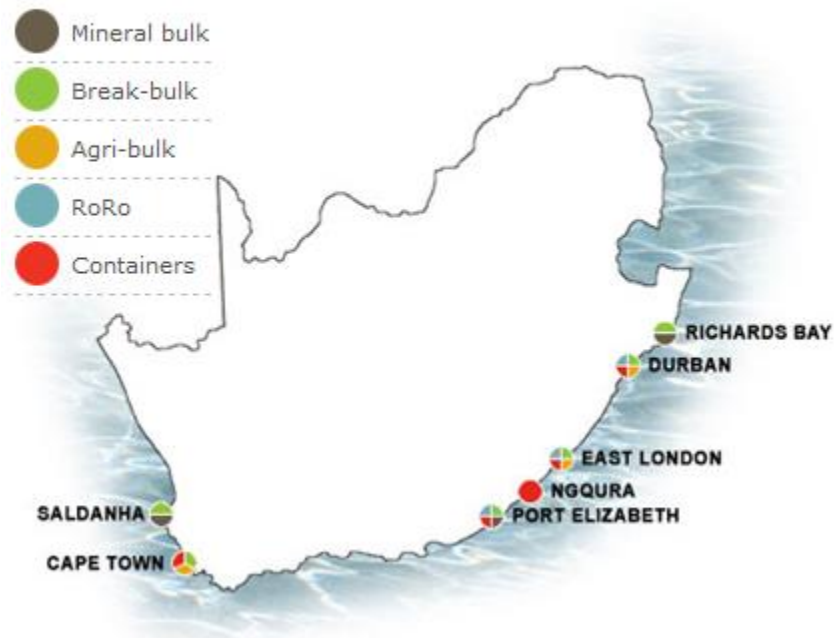 Mineral bulk
Break-bulk
Agri-bulk
RoRo
Containers
RICHARDS BAY
DURBAN
EAST LONDON
NGQURA
PORT ELIZABETH
SALDANHA
CAPE TOWN